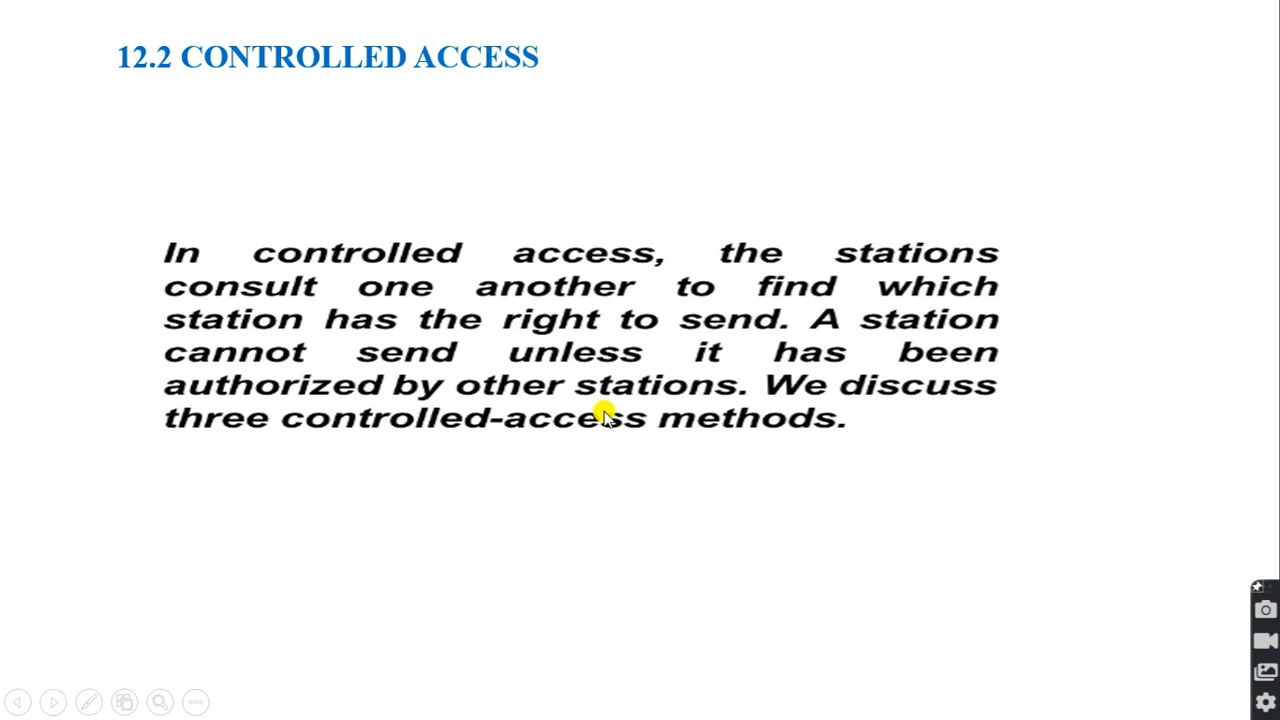 12.2 CONTROLLED ACCESS
In controlled access, the stations
consult one another to find which
station has the right to send. A station
cannot send unless it has been
authorized by other stations. We discuss
three controlled-access methods.